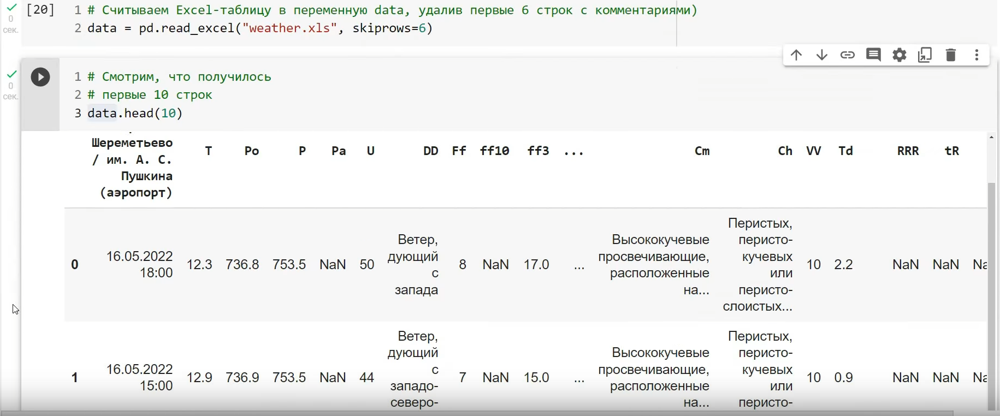 [20]
1 # Считываем Excel-таблицу в переменную data, удалив первые 6 строк с комментариями)
0
сек.
2 data = pd.read_excel("weather.xls", skiprows=6)
1 # Смотрим, что получилось
0
сек.
2 # первые 10 строк
3 data.head(10)
Шереметьево
/ им. А. С.
Пушкина
(аэропорт)
T Po P Pa U DD Ff ff10 ff3 ... Cm Ch VV Td RRR tR
0
16.05.2022
18:00
12.3 736.8 753.5 NaN 50
Ветер,
дующий
с
запада
8 NaN 17.0 ...
Высококучевые
просвечивающие,
расположенные
на...
Перистых,
перисто-
кучевых
или
перисто-
слоистых...
10 2.2 NaN NaN
1
16.05.2022
15:00
12.9 736.9 753.5 NaN 44
Ветер,
дующий
с
западо-
северо-
7 NaN 15.0 ...
Высококучевые
просвечивающие,
расположенные
на...
Перистых,
перисто-
кучевых
или
перисто-
10 0.9 NaN NaN